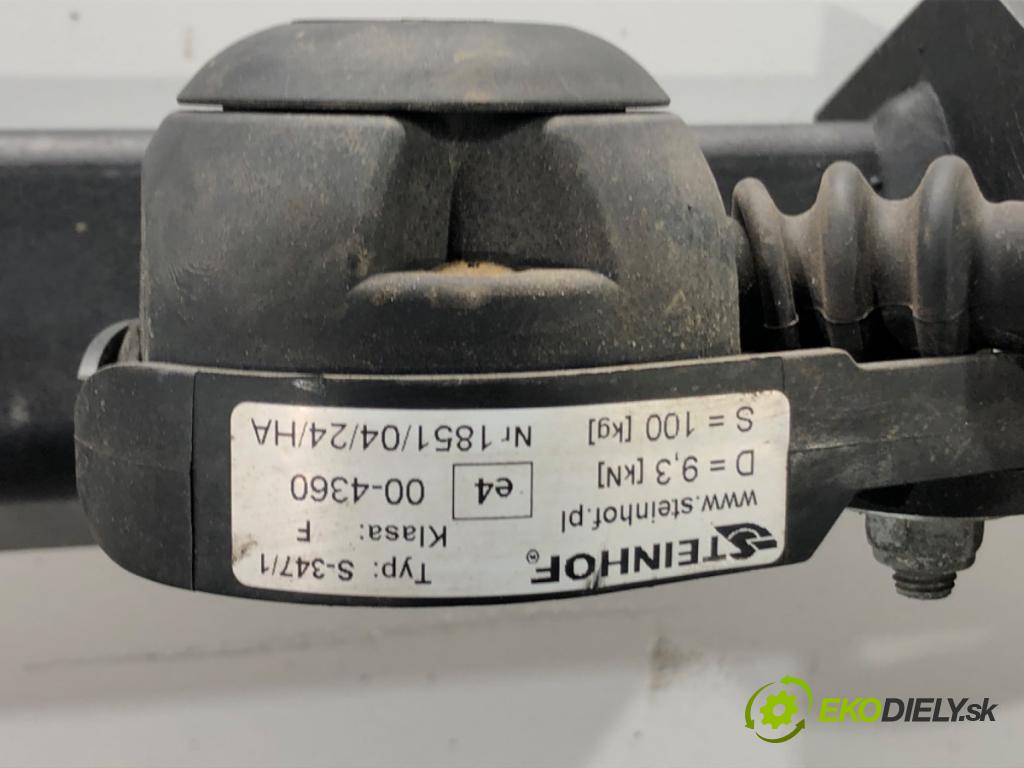 STEINHOF®
www.steinhof.pl
D = 9,3 [kN]
S = 100 [kg]
Typ: S-347/1
Klasa: F
e4 00-4360
Nr 1851/04/24/HA
EKODIELY.sk